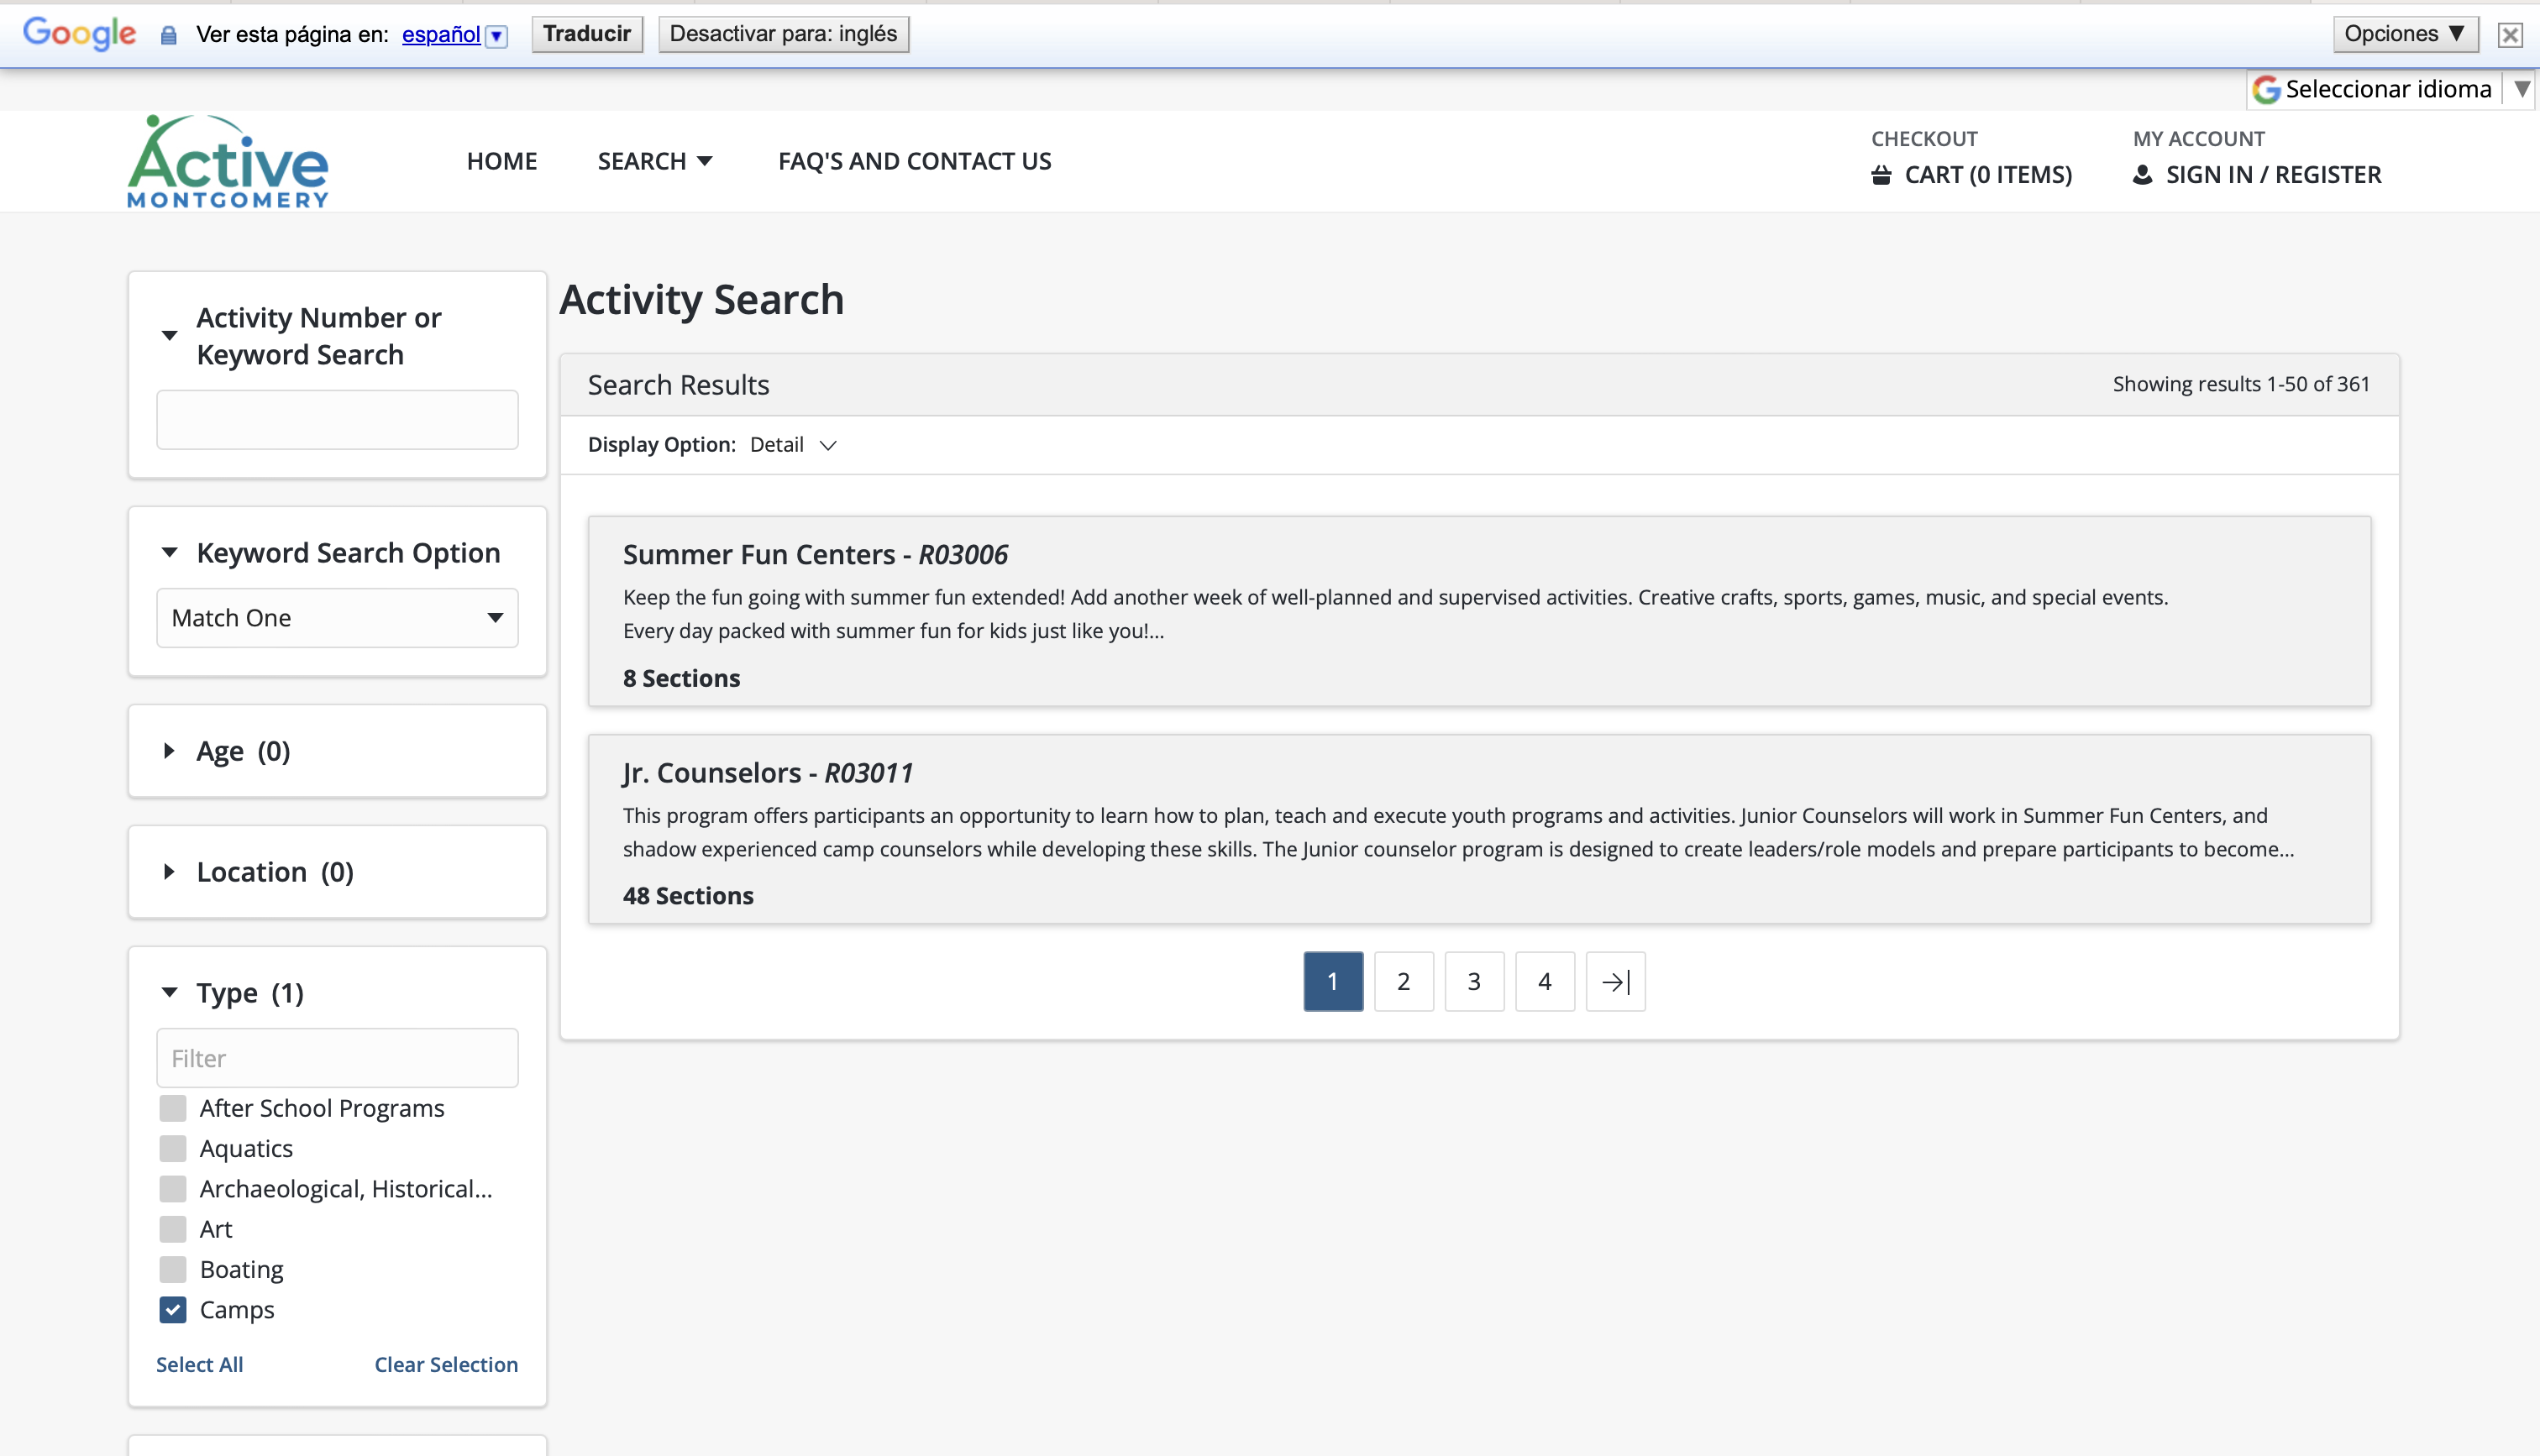 Google Ver esta página en: español Traducir Desactivar para: inglés Opciones ▼
Seleccionar idioma ▼
Active
MONTGOMERY
HOME SEARCH FAQ'S AND CONTACT US
CHECKOUT
CART (0 ITEMS)
MY ACCOUNT
SIGN IN / REGISTER
Activity Number or
Keyword Search
Keyword Search Option
Match One
Age (0)
Location (0)
Type (1)
Filter
After School Programs
Aquatics
Archaeological, Historical...
Art
Boating
Camps
Select All Clear Selection
Activity Search
Search Results Showing results 1-50 of 361
Display Option: Detail
Summer Fun Centers - R03006
Keep the fun going with summer fun extended! Add another week of well-planned and supervised activities. Creative crafts, sports, games, music, and special events.
Every day packed with summer fun for kids just like you!...
8 Sections
Jr. Counselors - R03011
This program offers participants an opportunity to learn how to plan, teach and execute youth programs and activities. Junior Counselors will work in Summer Fun Centers, and
shadow experienced camp counselors while developing these skills. The Junior counselor program is designed to create leaders/role models and prepare participants to become...
48 Sections
1 2 3 4